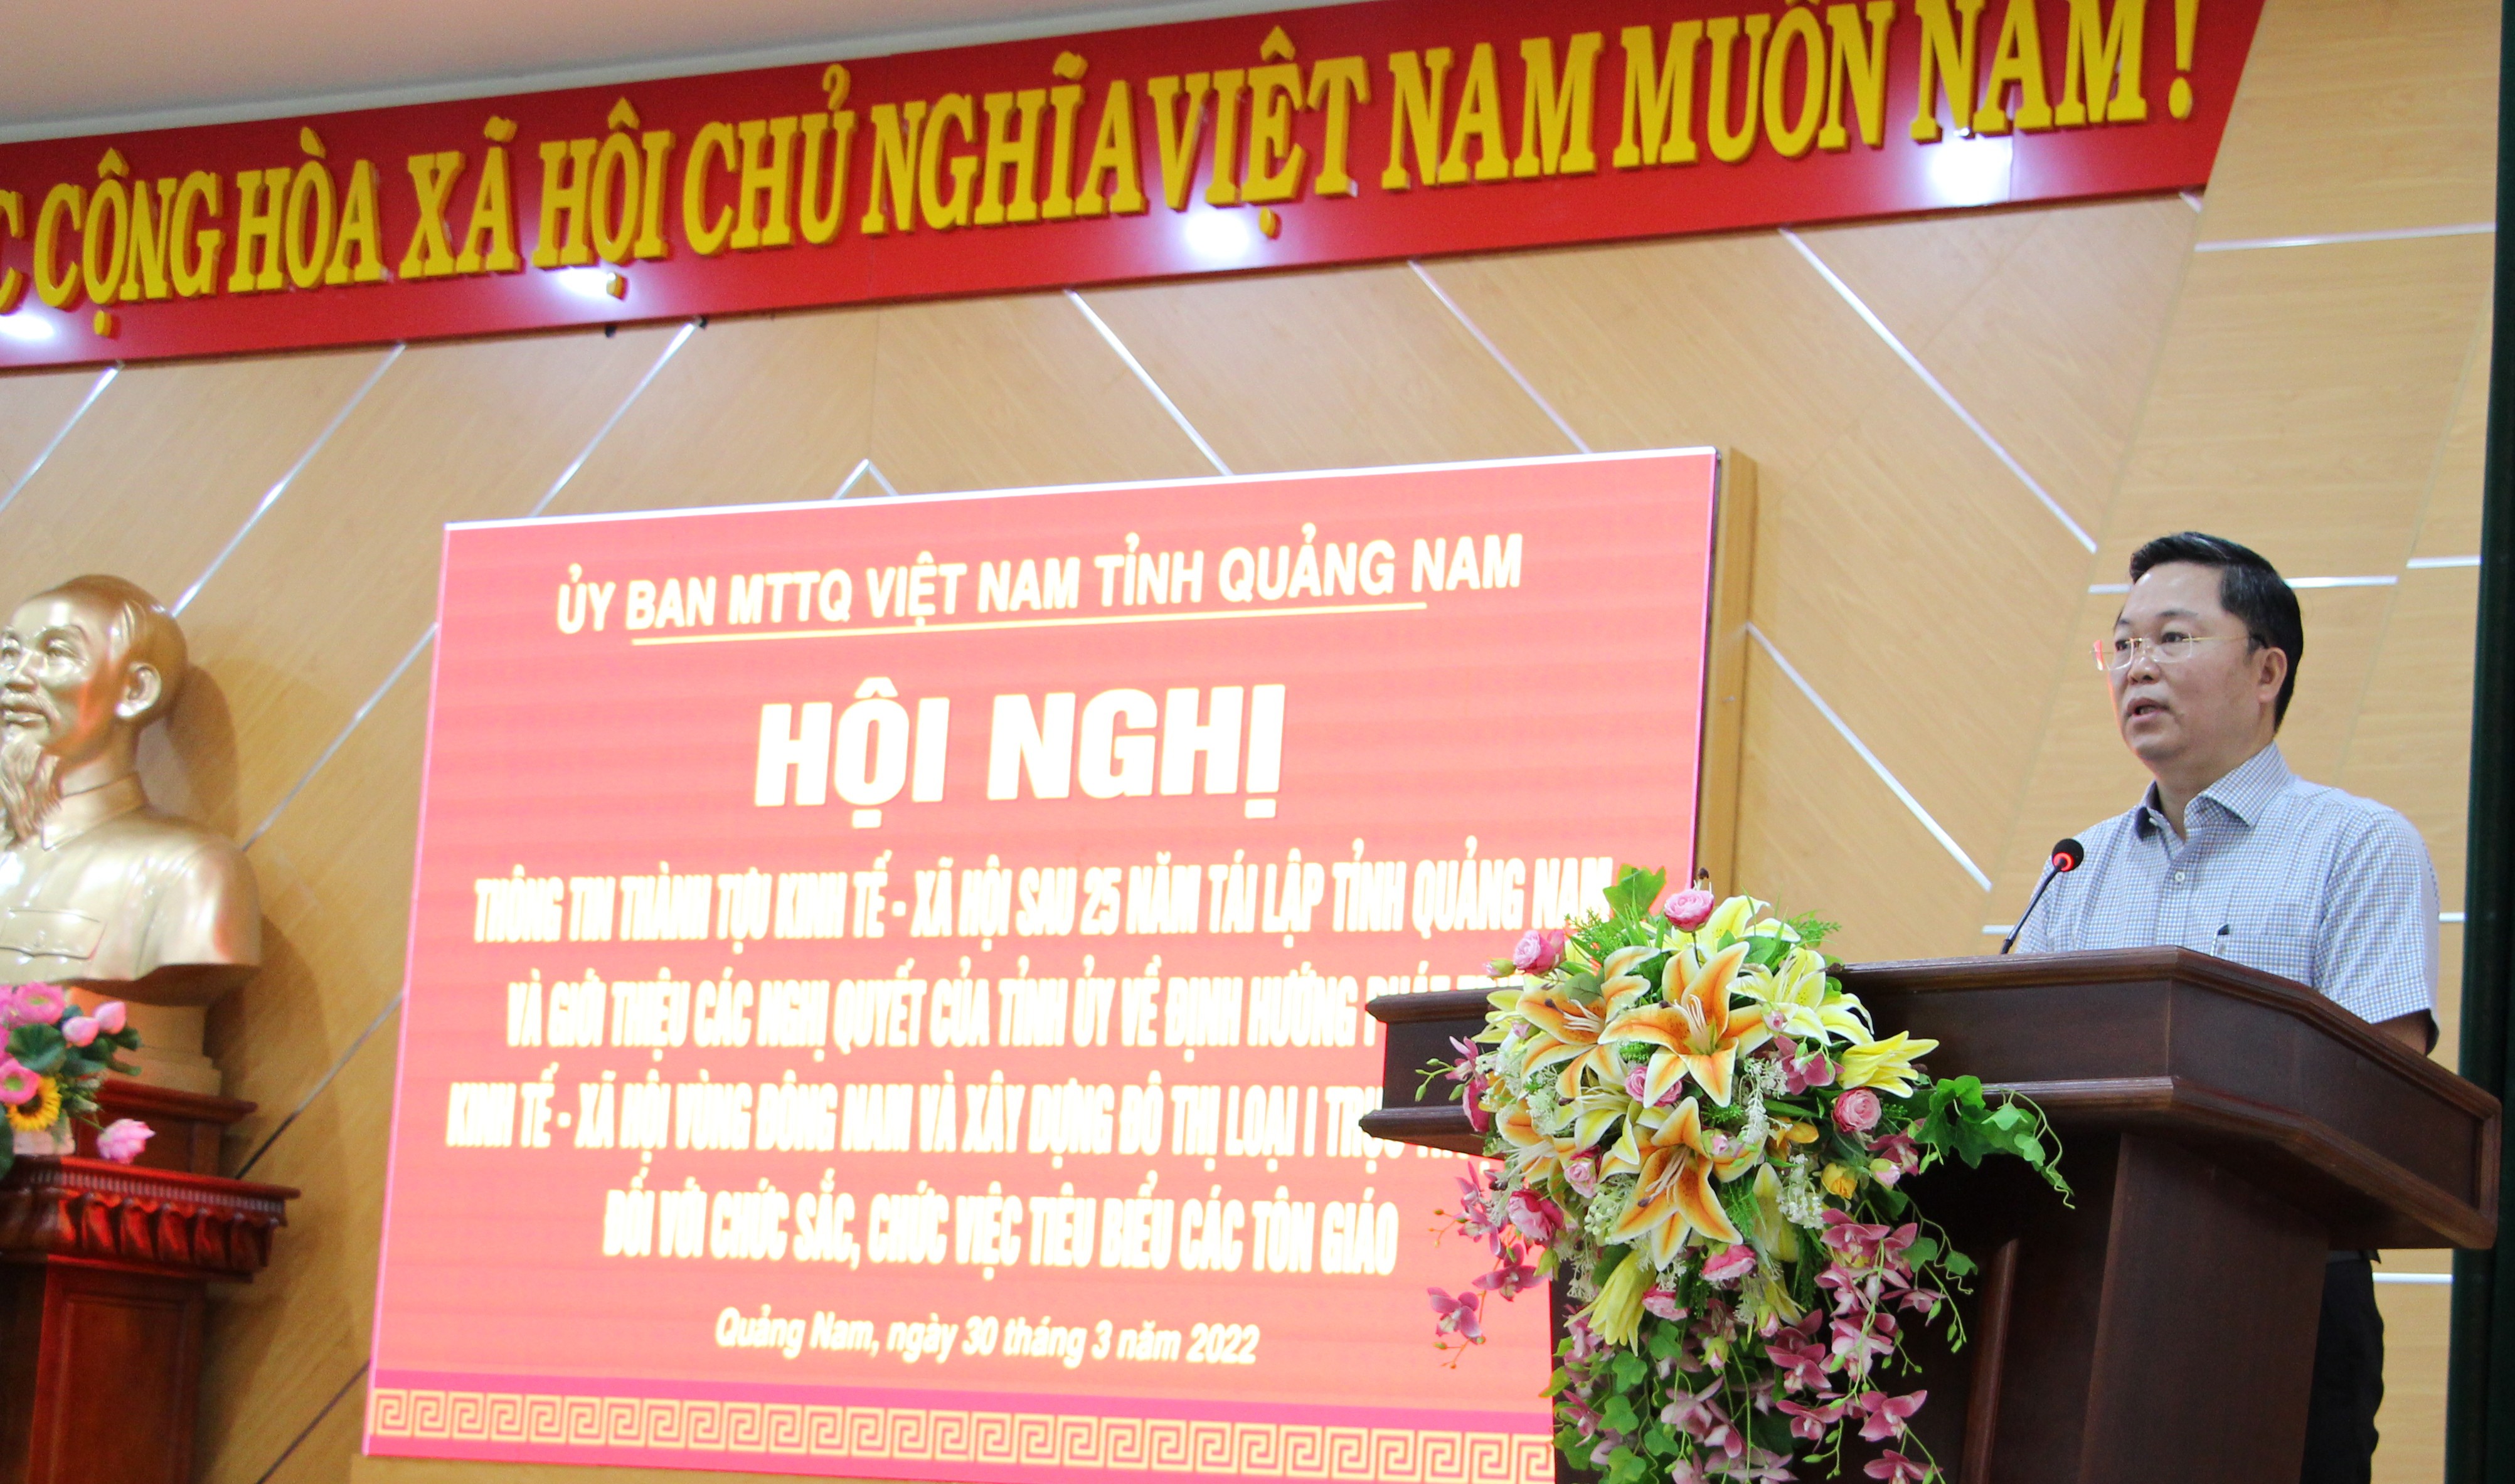 CỘNG HÒA XÃ HỘI CHỦ NGHĨA VIỆT NAM MUÔN NĂM!
ỦY BAN MTTQ VIỆT NAM TỈNH QUẢNG NAM
HỘI NGHỊ
THÔNG TIN THÀNH TỰU KINH TẾ - XÃ HỘI SAU 25 NĂM TÁI LẬP TỈNH QUẢNG NAM
VÀ GIỚI THIỆU CÁC NGHỊ QUYẾT CỦA TỈNH ỦY VỀ ĐỊNH HƯỚNG
KINH TẾ - XÃ HỘI VÙNG ĐÔNG NAM VÀ XÂY DỰNG ĐÔ THỊ LOẠI I
ĐỐI VỚI CHỨC SẮC, CHỨC VIỆC TIÊU BIỂU CÁC TÔN GIÁO
Quảng Nam, ngày 30 tháng 3 năm 2022